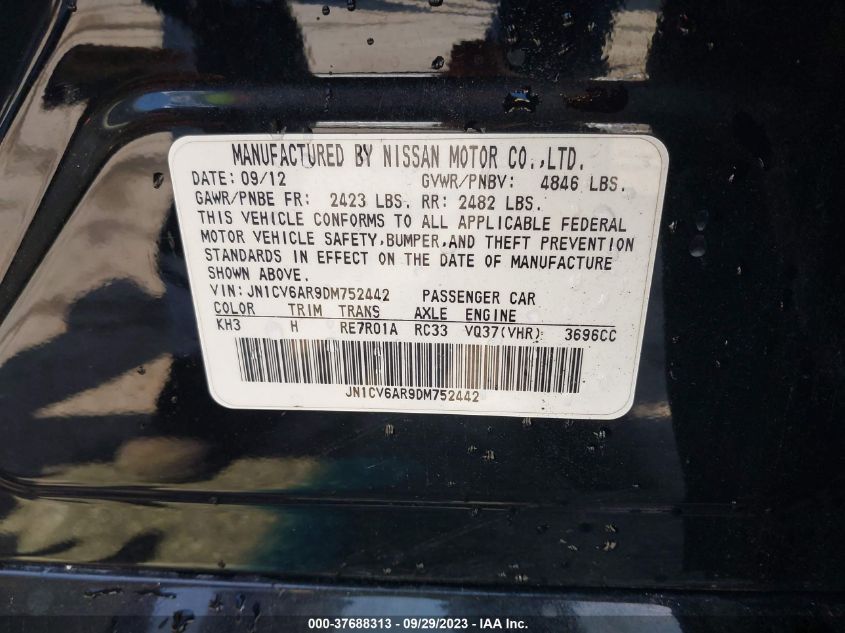 MANUFACTURED BY NISSAN MOTOR CO.,LTD.
DATE: 09/12 GVWR/PNBV: 4846 LBS.
GAWR/PNBE FR: 2423 LBS. RR: 2482 LBS.
THIS VEHICLE CONFORMS TO ALL APPLICABLE FEDERAL
MOTOR VEHICLE SAFETY,BUMPER,AND THEFT PREVENTION
STANDARDS IN EFFECT ON THE DATE OF MANUFACTURE
SHOWN ABOVE.
VIN: JN1CV6AR9DM752442 PASSENGER CAR
COLOR TRIM TRANS AXLE ENGINE
KH3 H RE7R01A RC33 VQ37(VHR) 3696CC
JN1CV6AR9DM752442
000-37688313 - 09/29/2023 - IAAI.com